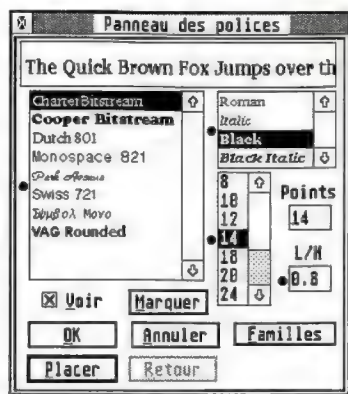 Panneau des polices
The Quick Brown Fox Jumps over th
CharterBitstream
Cooper Bitstream
Dutch 801
Monospace 821
Park Avenue
Swiss 721
Σψμβολ Μονο
VAG Rounded
Roman
Italic
Black
Black Italic
8
10
12
14
18
20
24
Points
14
L/H
0.8
Voir
Marquer
OK
Annuler
Familles
Placer
Retour